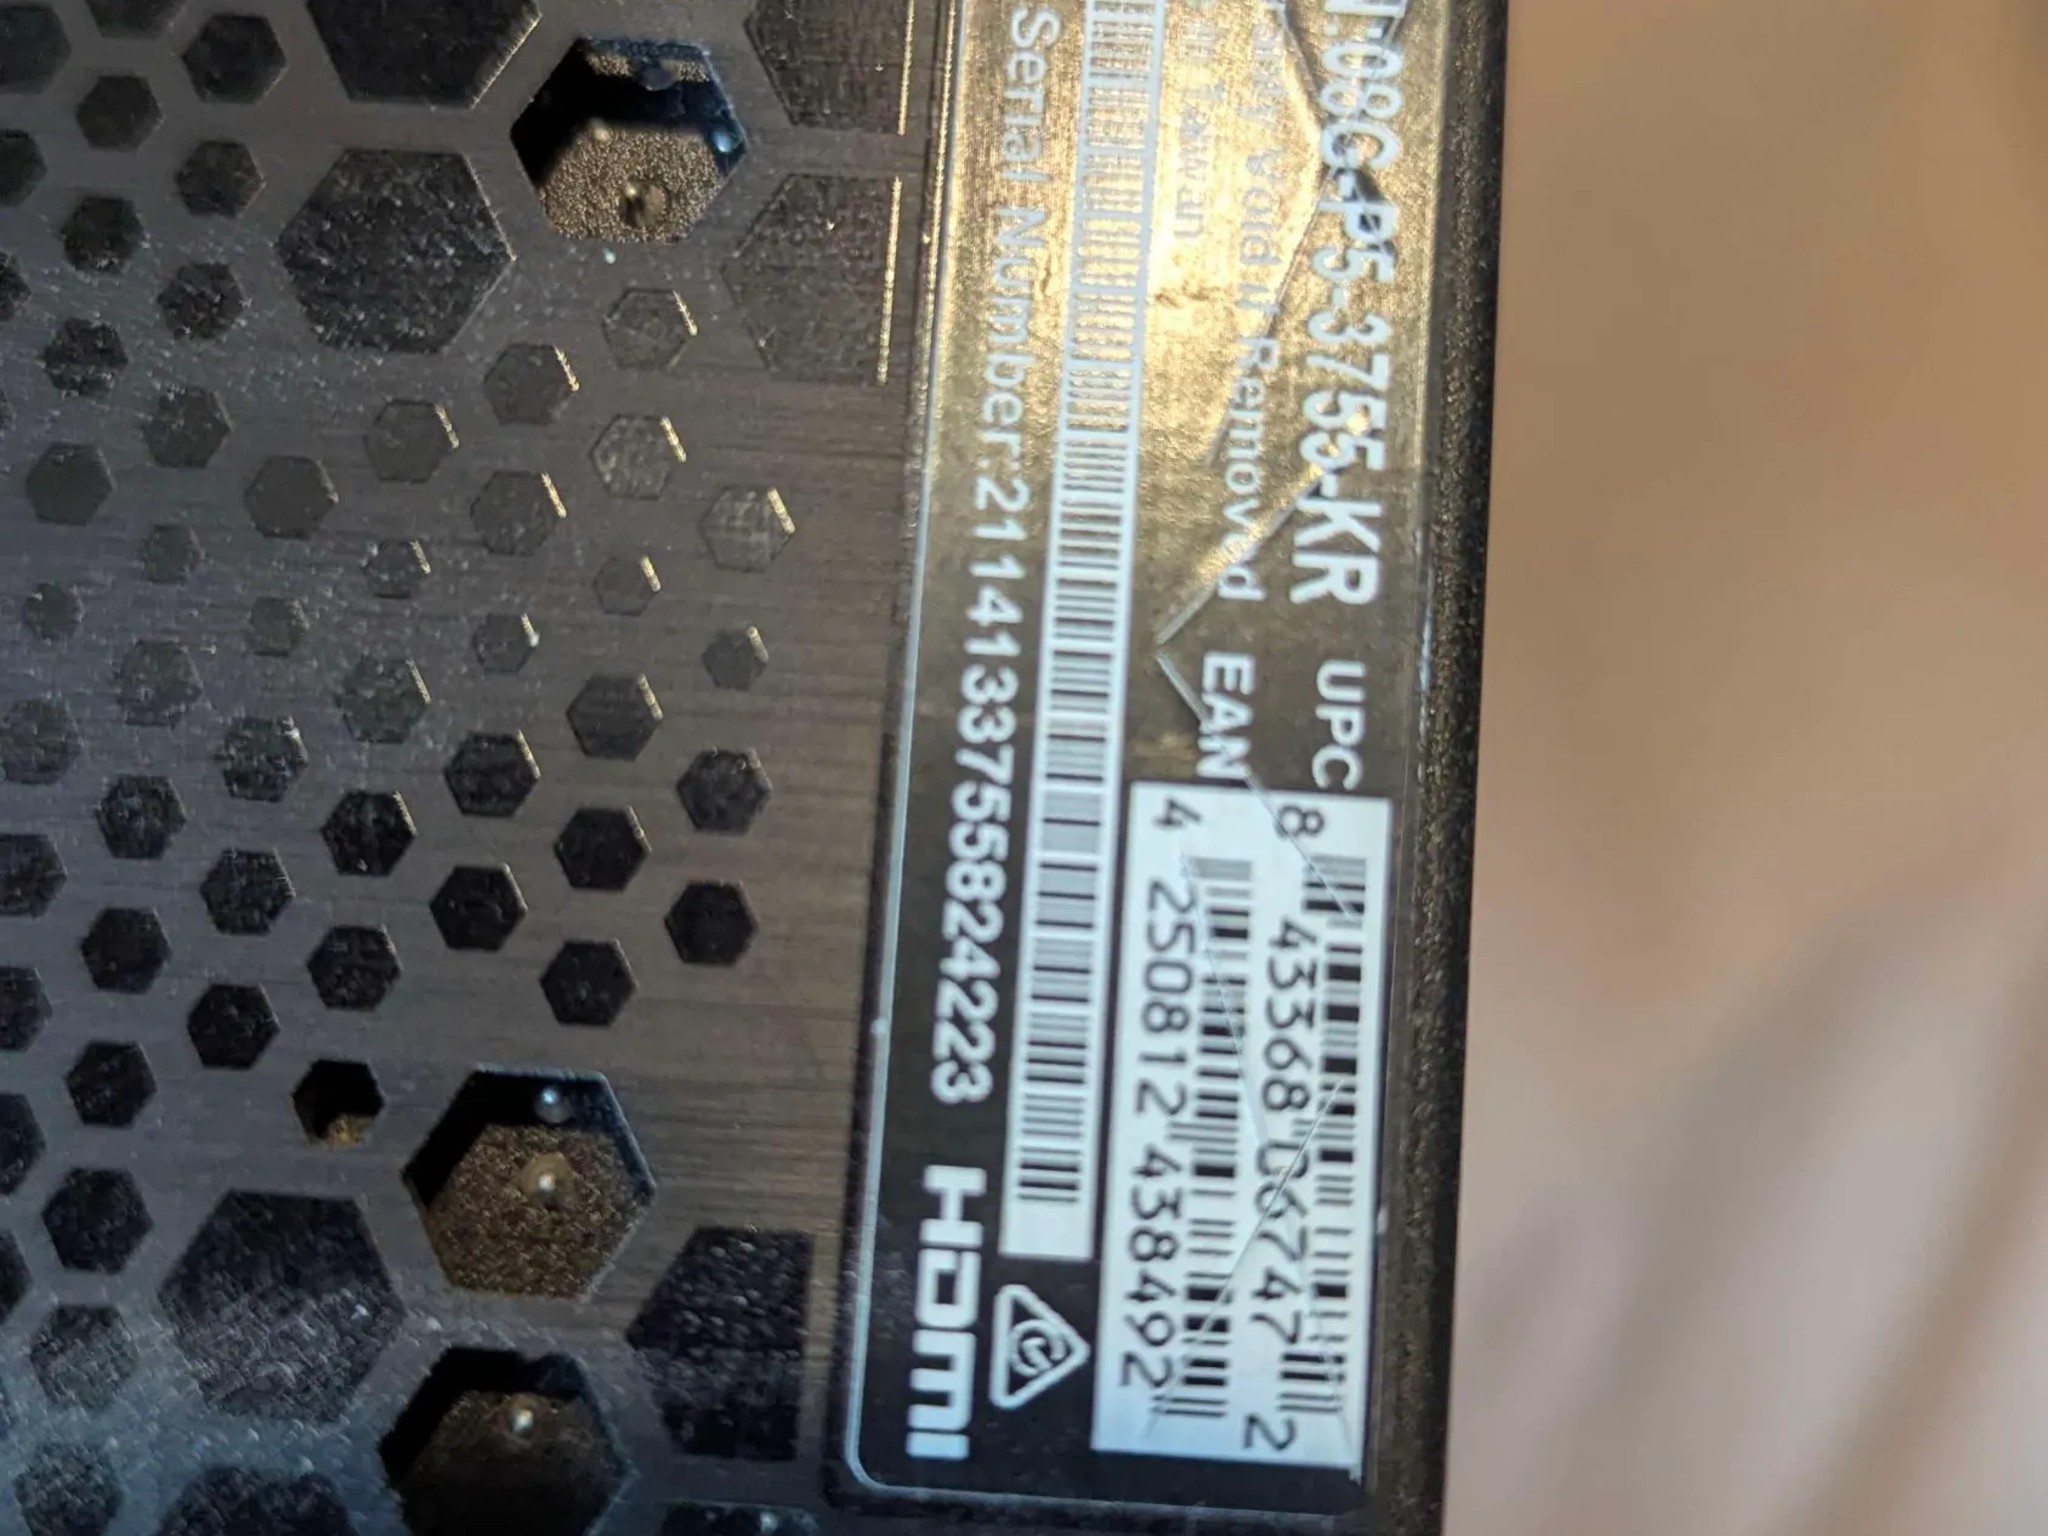 N:08G-P5-3755-KR UPC
8 43368 06747 2
Void If Removed EAN
4 250812 438492
in Taiwan
Serial Number:2114133755824223 HDMI